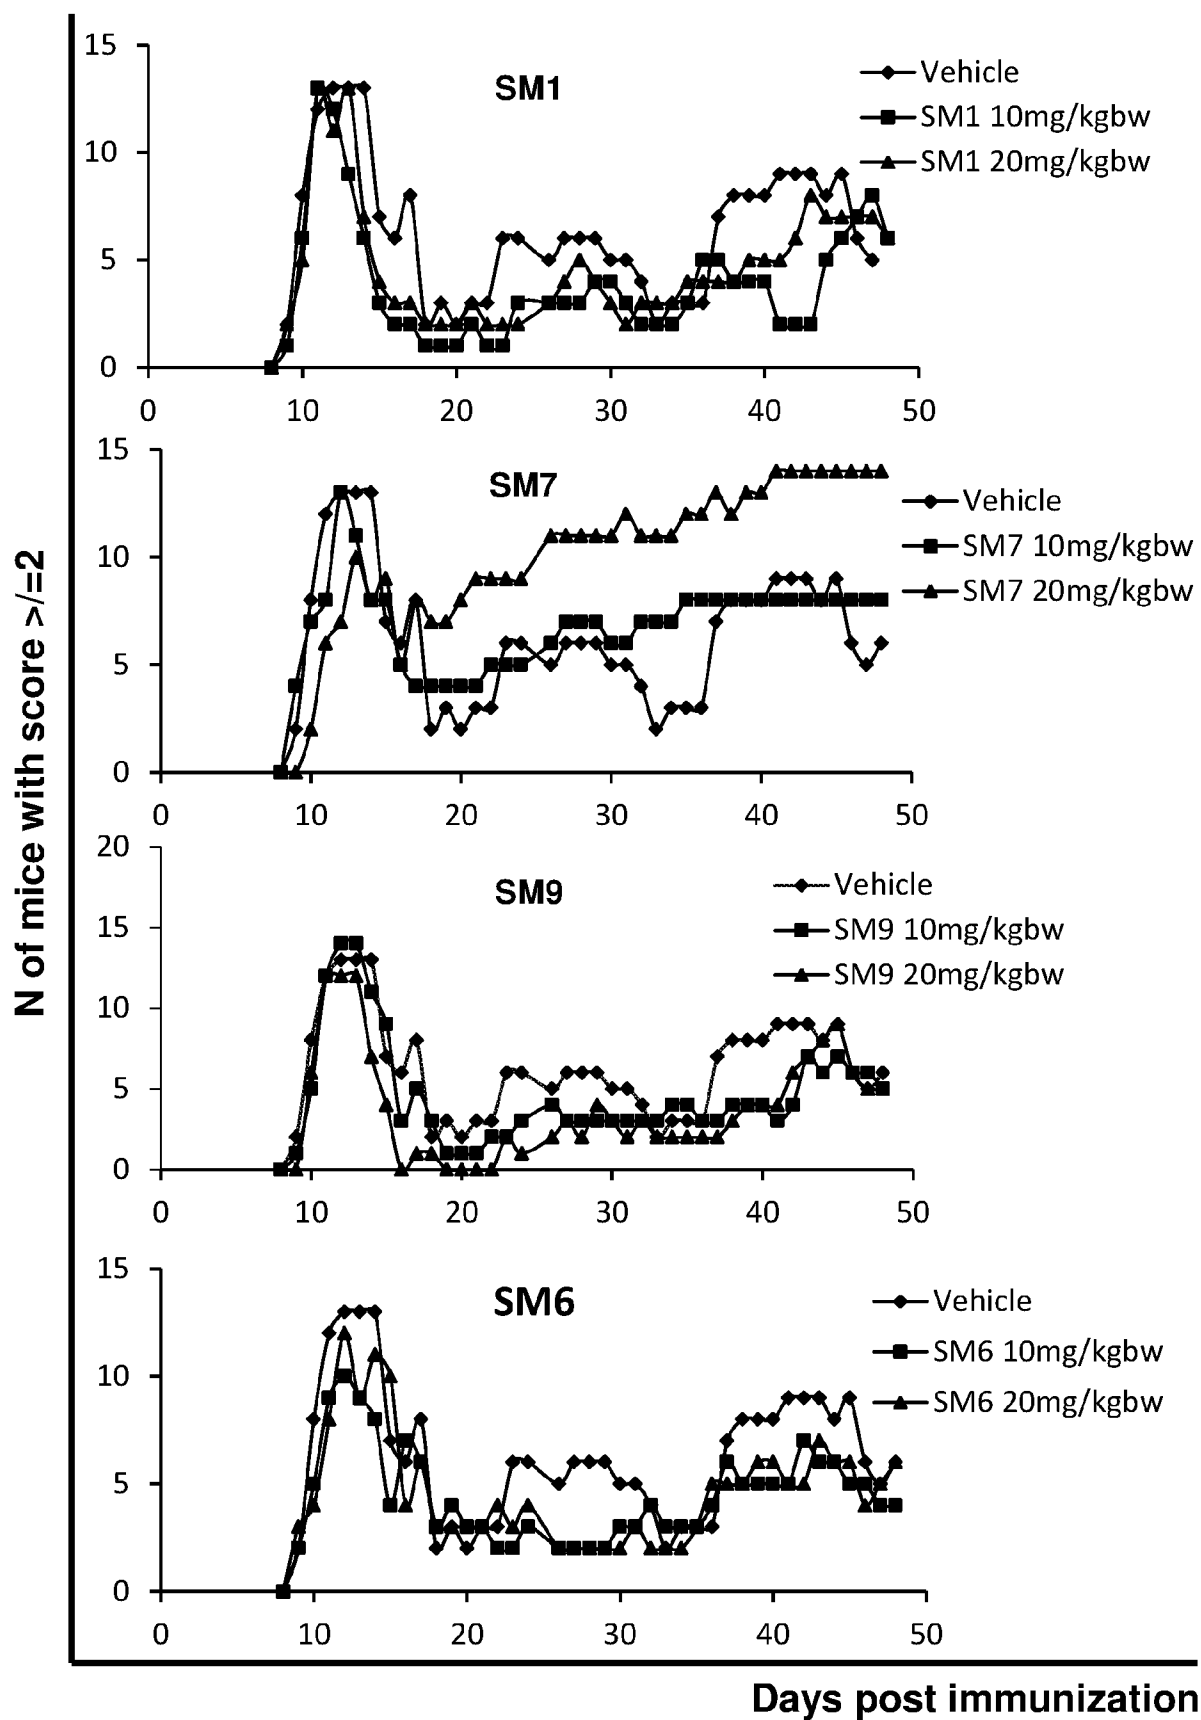 N of mice with score >/=2
15
10
5
0
0 10 20 30 40 50
SM1
Vehicle
SM1 10mg/kgbw
SM1 20mg/kgbw
15
10
5
0
0 10 20 30 40 50
SM7
Vehicle
SM7 10mg/kgbw
SM7 20mg/kgbw
20
15
10
5
0
0 10 20 30 40 50
SM9
Vehicle
SM9 10mg/kgbw
SM9 20mg/kgbw
15
10
5
0
0 10 20 30 40 50
SM6
Vehicle
SM6 10mg/kgbw
SM6 20mg/kgbw
Days post immunization